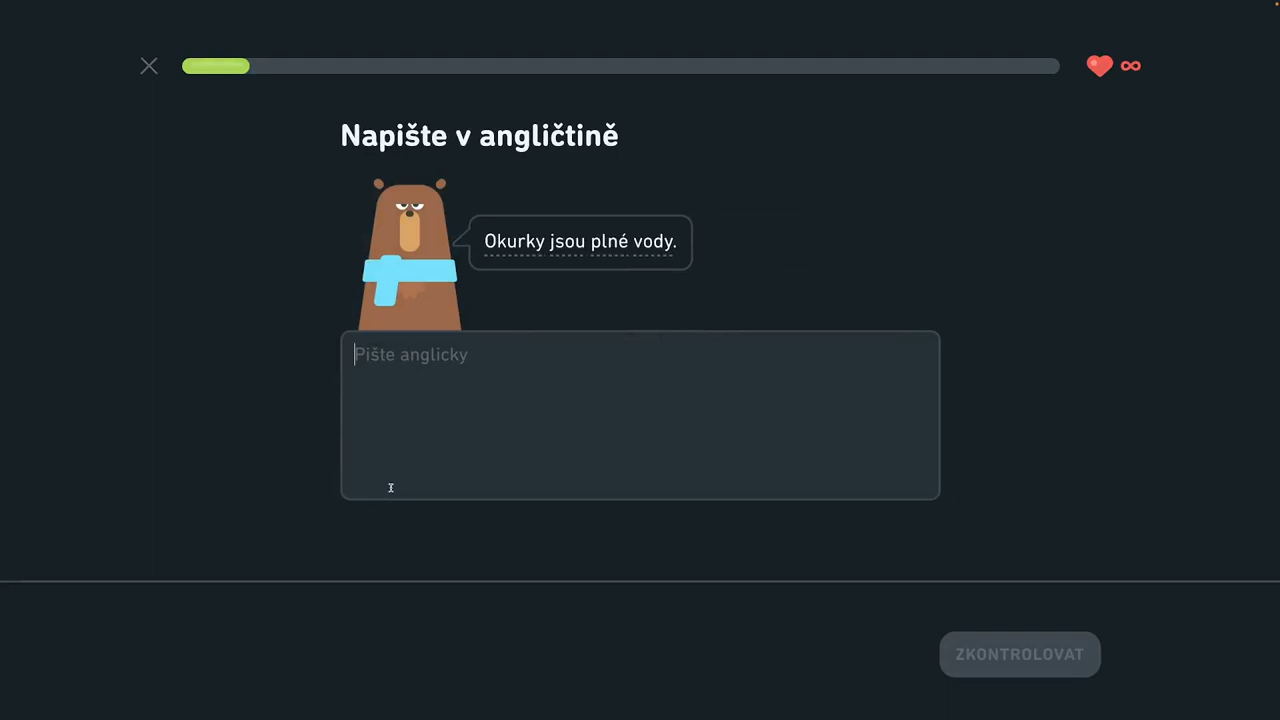 Napište v angličtině
Okurky jsou plné vody.
Pište anglicky
ZKONTROLOVAT